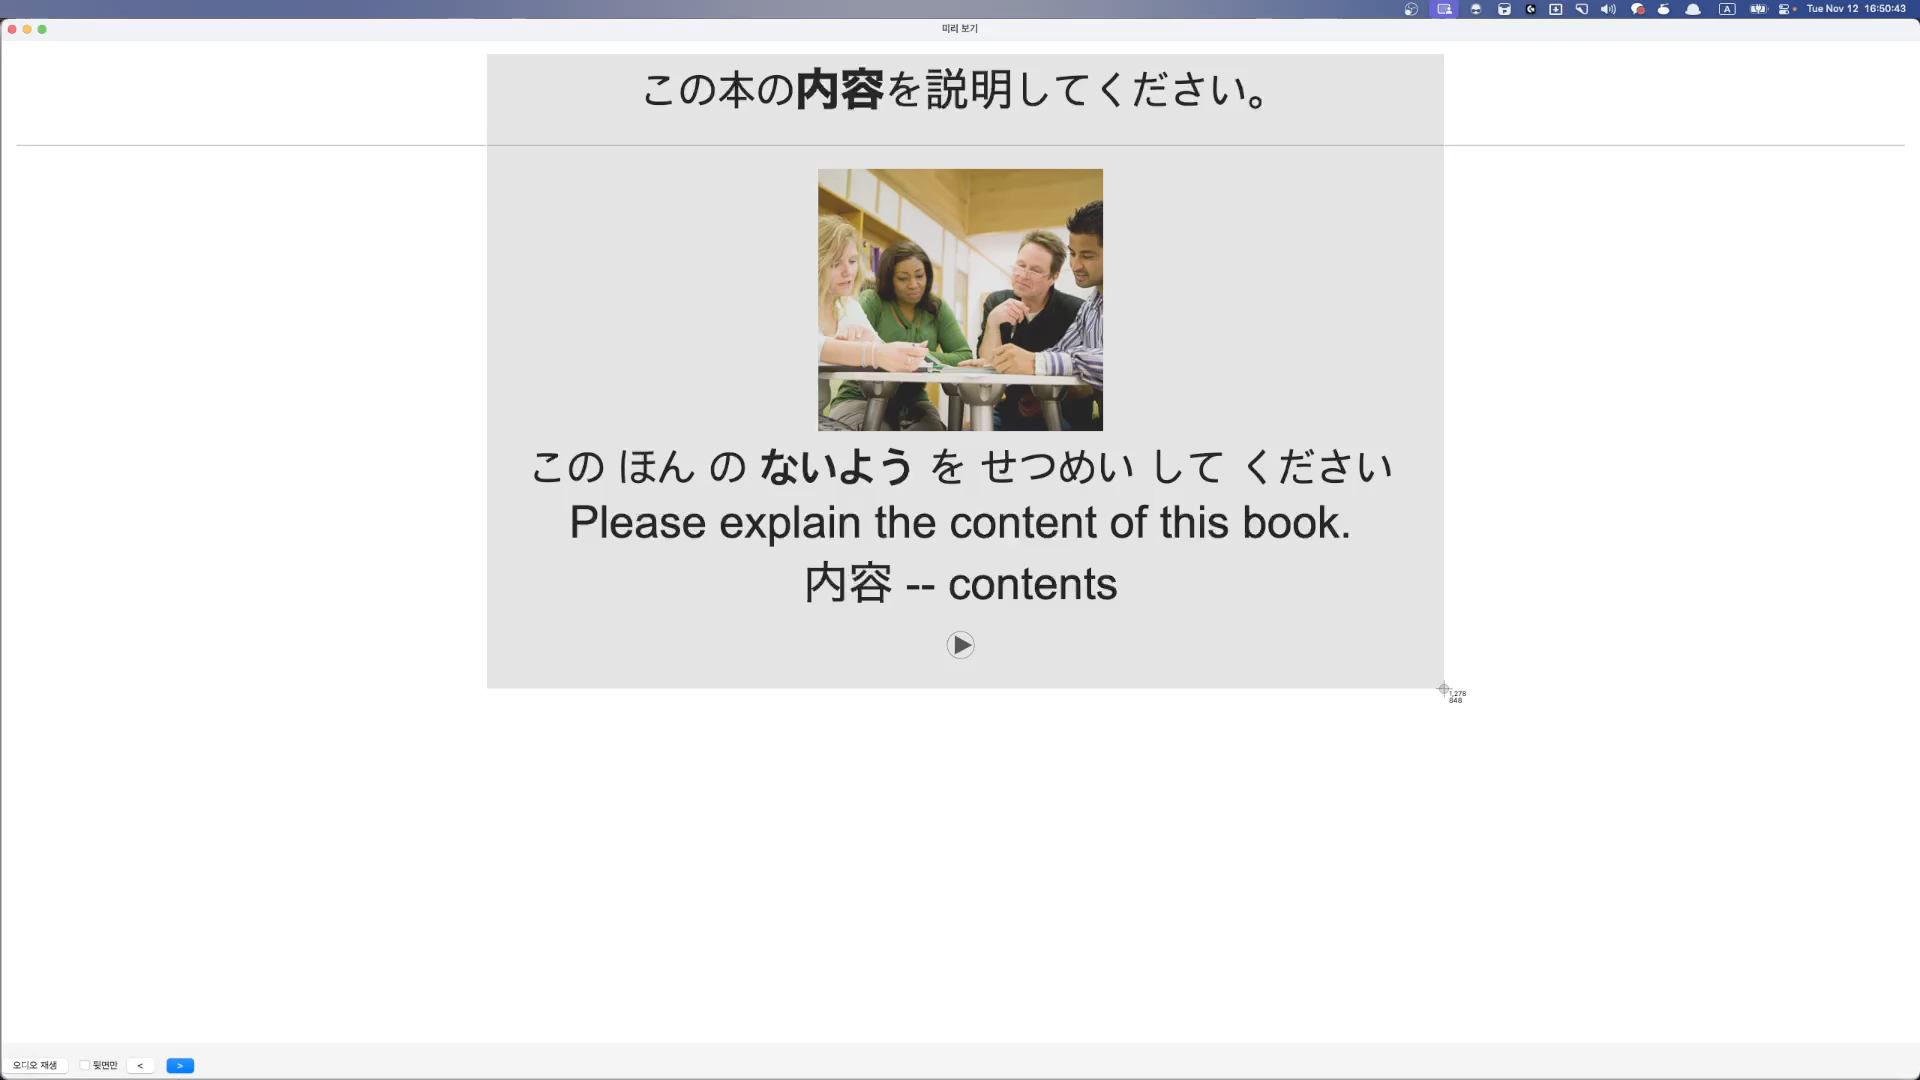 A
Tue Nov 12 16:50:43
미리 보기
この本の内容を説明してください。
この ほん の ないよう を せつめい して ください
Please explain the content of this book.
内容 -- contents
1,278
848
오디오 재생
뒷면만
<
>